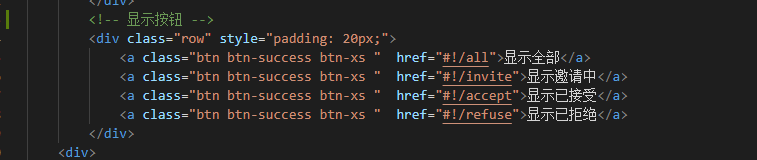 </div>
<!-- 显示按钮 -->
<div class="row" style="padding: 20px;">
<a class="btn btn-success btn-xs "  href="#!/all">显示全部</a>
<a class="btn btn-success btn-xs "  href="#!/invite">显示邀请中</a>
<a class="btn btn-success btn-xs "  href="#!/accept">显示已接受</a>
<a class="btn btn-success btn-xs "  href="#!/refuse">显示已拒绝</a>
</div>
<div>